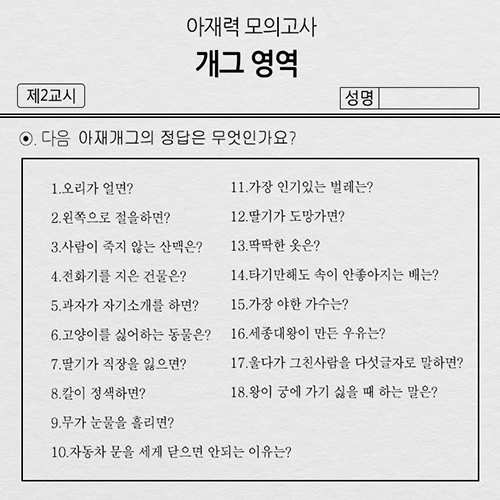 아재력 모의고사
개그 영역
제2교시
성명
⊙. 다음 아재개그의 정답은 무엇인가요?
1.오리가 얼면?
2.왼쪽으로 절을하면?
3.사람이 죽지 않는 산맥은?
4.전화기를 지은 건물은?
5.과자가 자기소개를 하면?
6.고양이를 싫어하는 동물은?
7.딸기가 직장을 잃으면?
8.칼이 정색하면?
9.무가 눈물을 흘리면?
10.자동차 문을 세게 닫으면 안되는 이유는?
11.가장 인기있는 벌레는?
12.딸기가 도망가면?
13.딱딱한 옷은?
14.타기만해도 속이 안좋아지는 배는?
15.가장 야한 가수는?
16.세종대왕이 만든 우유는?
17.울다가 그친사람을 다섯글자로 말하면?
18.왕이 궁에 가기 싫을 때 하는 말은?